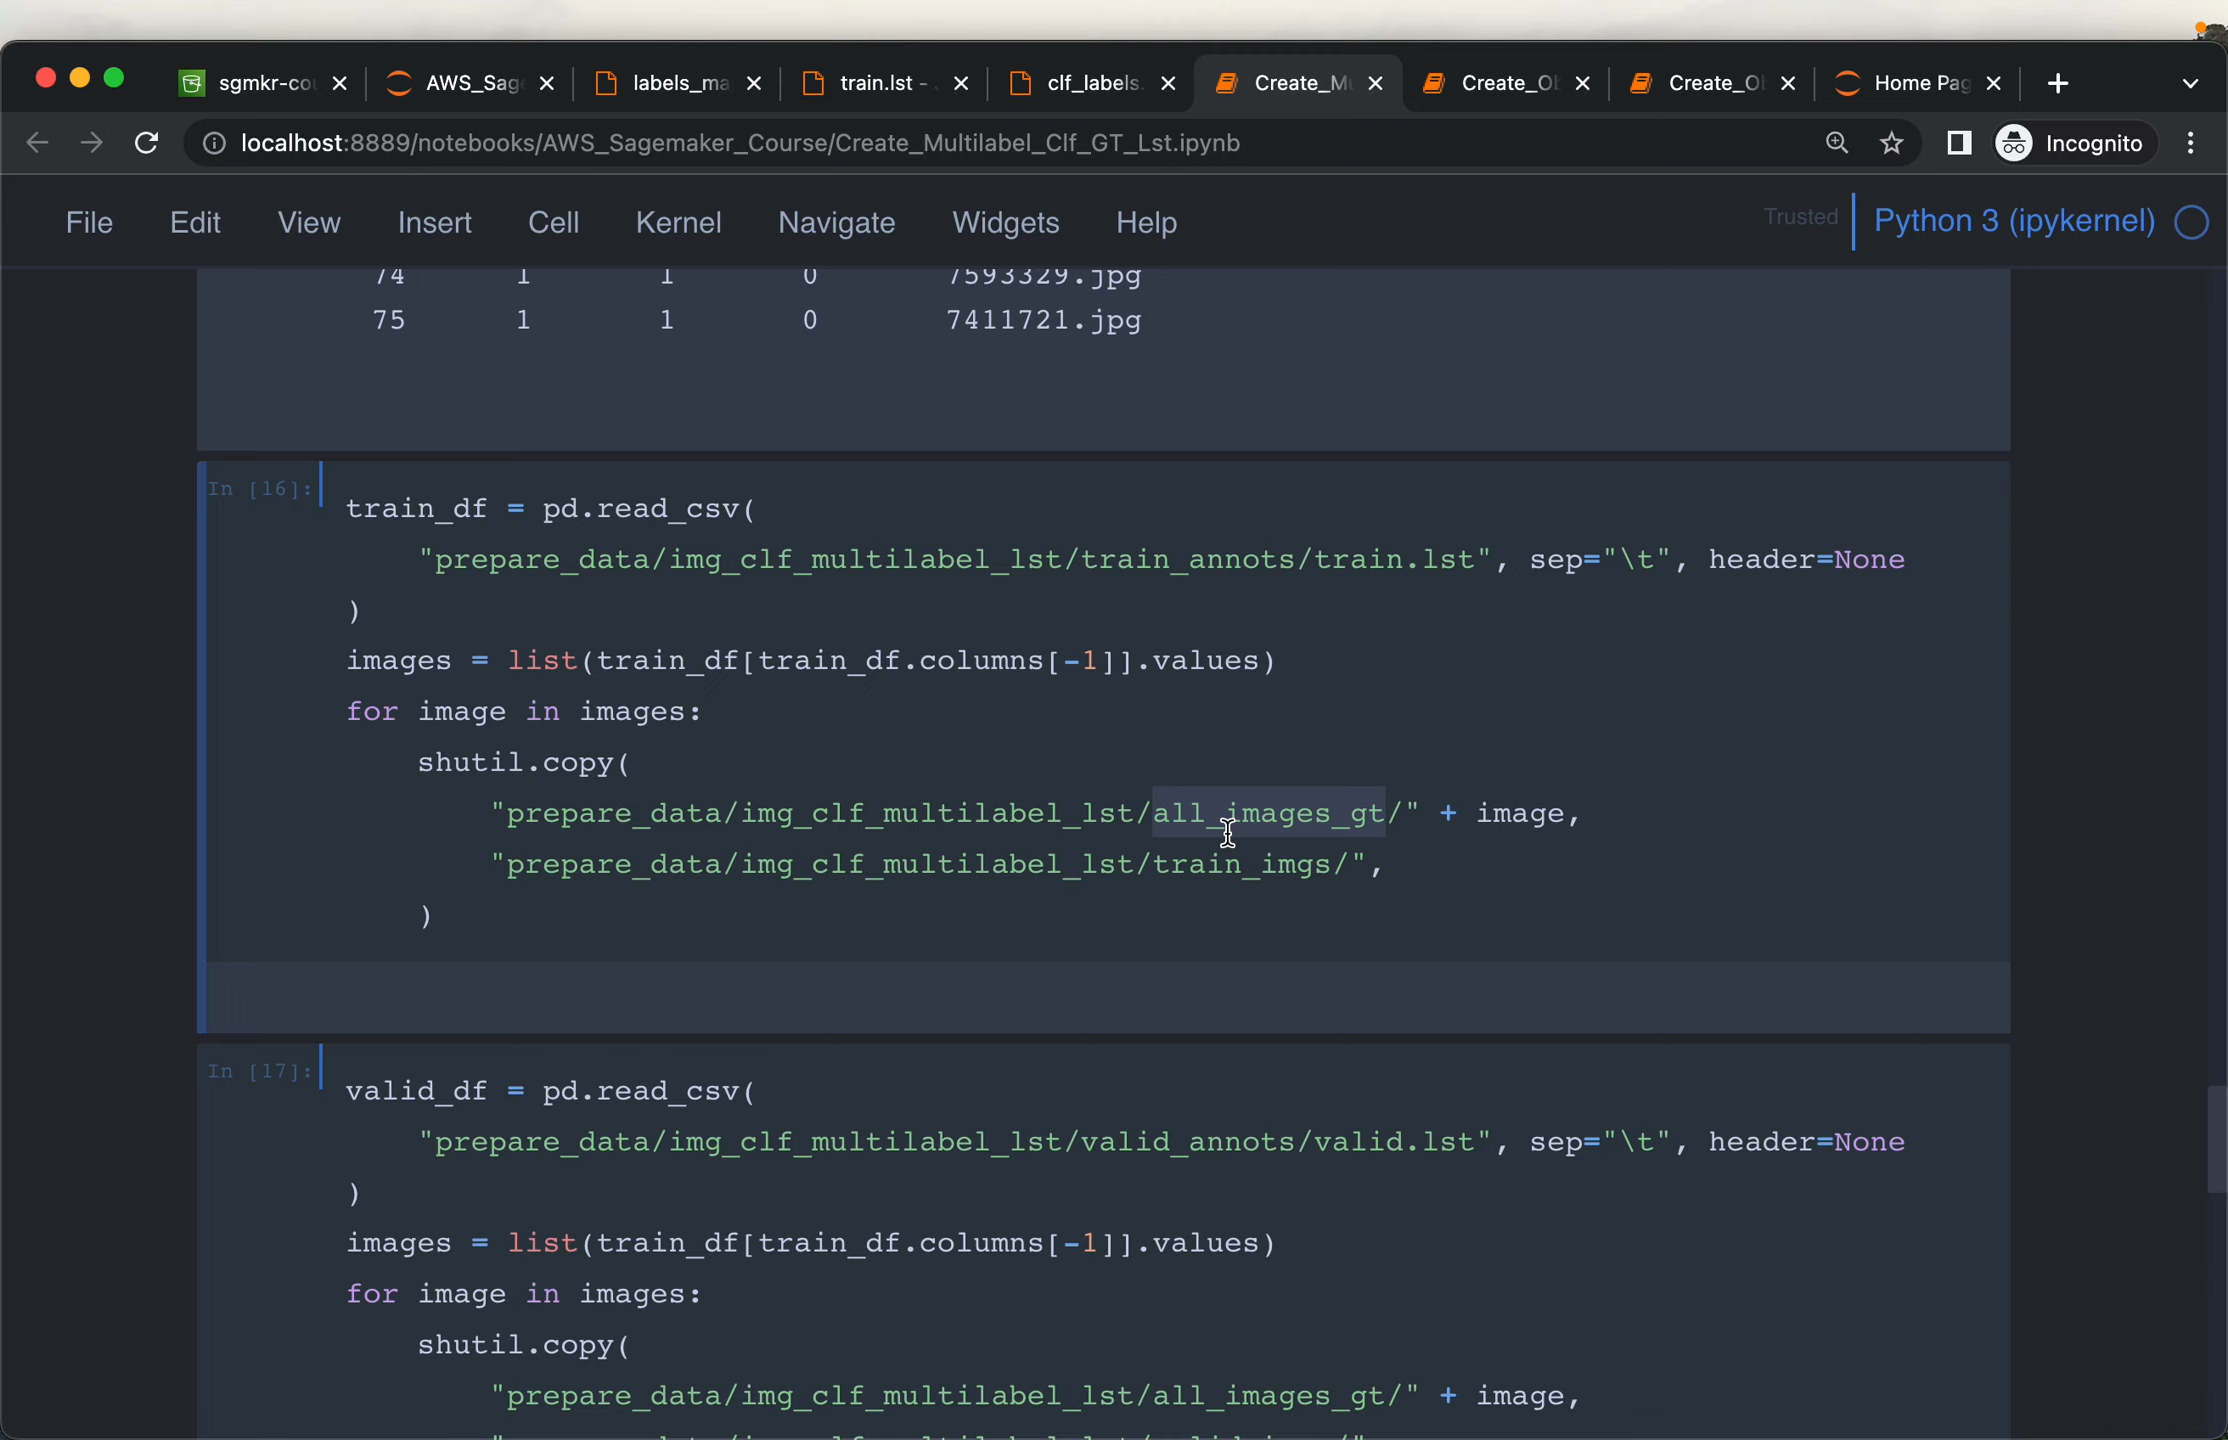 sgmkr-co
AWS_Sag
labels_ma
train.lst -
clf_labels.
Create_M
Create_Ob
Create_Ob
Home Pag
localhost:8889/notebooks/AWS_Sagemaker_Course/Create_Multilabel_Clf_GT_Lst.ipynb
Incognito
File Edit View Insert Cell Kernel Navigate Widgets Help
Trusted
Python 3 (ipykernel)
74 1 1 0 7593329.jpg
75 1 1 0 7411721.jpg
In [16]:
train_df = pd.read_csv(
"prepare_data/img_clf_multilabel_lst/train_annots/train.lst", sep="\t", header=None
)
images = list(train_df[train_df.columns[-1]].values)
for image in images:
shutil.copy(
"prepare_data/img_clf_multilabel_lst/all_images_gt/" + image,
"prepare_data/img_clf_multilabel_lst/train_imgs/",
)
In [17]:
valid_df = pd.read_csv(
"prepare_data/img_clf_multilabel_lst/valid_annots/valid.lst", sep="\t", header=None
)
images = list(train_df[train_df.columns[-1]].values)
for image in images:
shutil.copy(
"prepare_data/img_clf_multilabel_lst/all_images_gt/" + image,